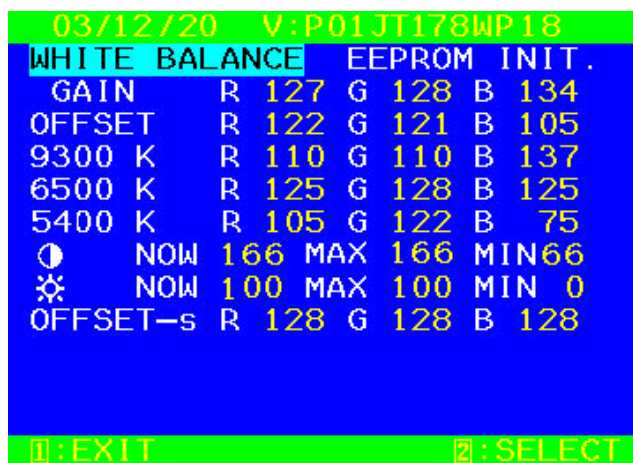 03/12/20 V:P01JT178WP18
WHITE BALANCE EEPROM INIT.
GAIN R 127 G 128 B 134
OFFSET R 122 G 121 B 105
9300 K R 110 G 110 B 137
6500 K R 125 G 128 B 125
5400 K R 105 G 122 B 75
NOW 166 MAX 166 MIN66
NOW 100 MAX 100 MIN 0
OFFSET-s R 128 G 128 B 128
1:EXIT 2:SELECT